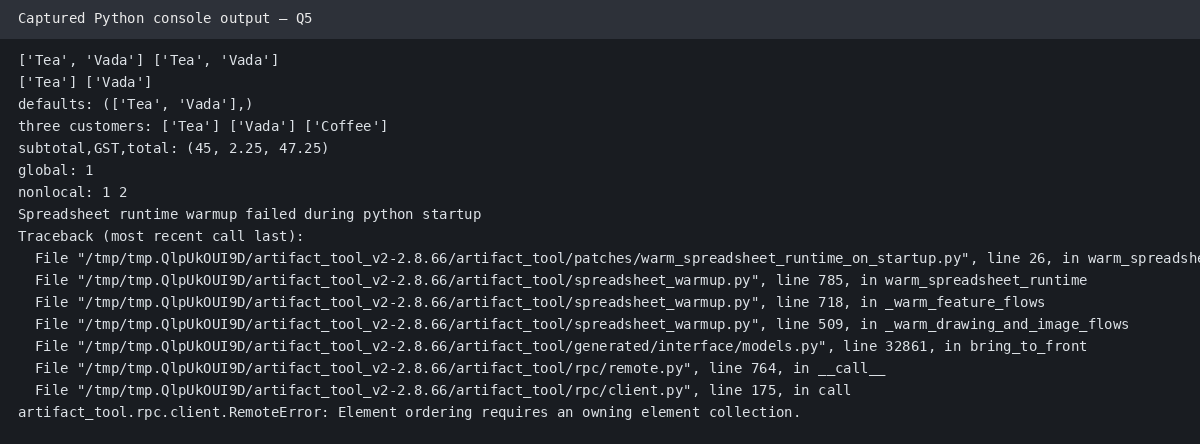 Captured Python console output — Q5
['Tea', 'Vada'] ['Tea', 'Vada']
['Tea'] ['Vada']
defaults: (['Tea', 'Vada'],)
three customers: ['Tea'] ['Vada'] ['Coffee']
subtotal,GST,total: (45, 2.25, 47.25)
global: 1
nonlocal: 1 2
Spreadsheet runtime warmup failed during python startup
Traceback (most recent call last):
  File "/tmp/tmp.QlpUkOUI9D/artifact_tool_v2-2.8.66/artifact_tool/patches/warm_spreadsheet_runtime_on_startup.py", line 26, in warm_spreadshe
  File "/tmp/tmp.QlpUkOUI9D/artifact_tool_v2-2.8.66/artifact_tool/spreadsheet_warmup.py", line 785, in warm_spreadsheet_runtime
  File "/tmp/tmp.QlpUkOUI9D/artifact_tool_v2-2.8.66/artifact_tool/spreadsheet_warmup.py", line 718, in _warm_feature_flows
  File "/tmp/tmp.QlpUkOUI9D/artifact_tool_v2-2.8.66/artifact_tool/spreadsheet_warmup.py", line 509, in _warm_drawing_and_image_flows
  File "/tmp/tmp.QlpUkOUI9D/artifact_tool_v2-2.8.66/artifact_tool/generated/interface/models.py", line 32861, in bring_to_front
  File "/tmp/tmp.QlpUkOUI9D/artifact_tool_v2-2.8.66/artifact_tool/rpc/remote.py", line 764, in __call__
  File "/tmp/tmp.QlpUkOUI9D/artifact_tool_v2-2.8.66/artifact_tool/rpc/client.py", line 175, in call
artifact_tool.rpc.client.RemoteError: Element ordering requires an owning element collection.